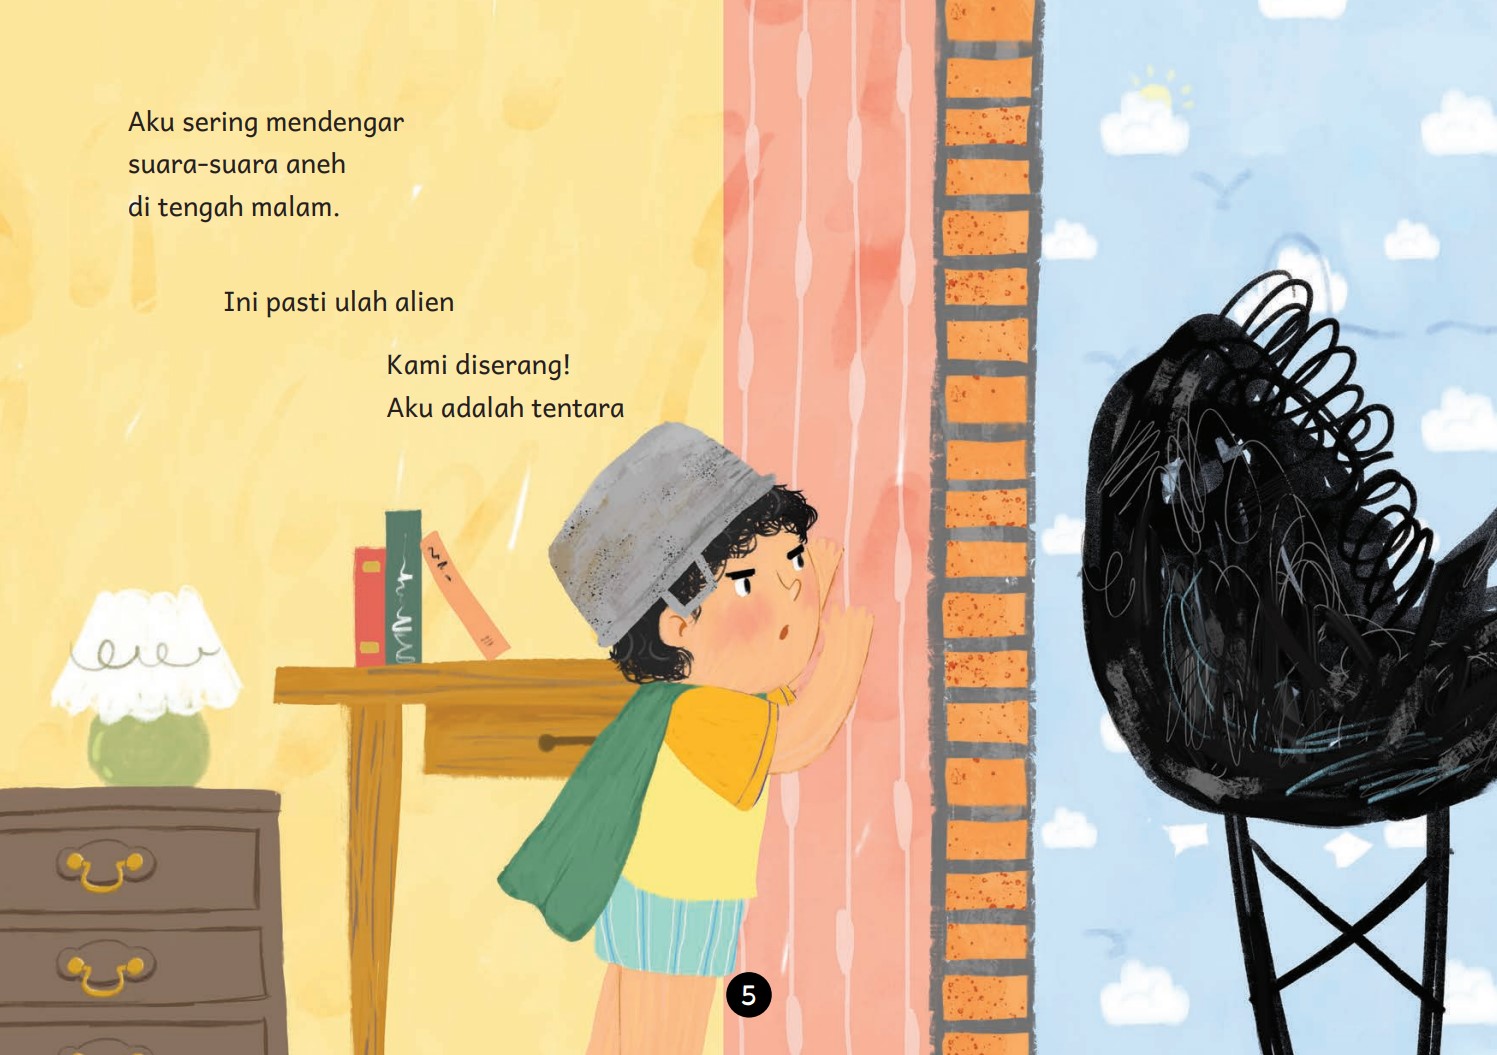 Aku sering mendengar
suara-suara aneh
di tengah malam.
Ini pasti ulah alien
Kami diserang!
Aku adalah tentara
5